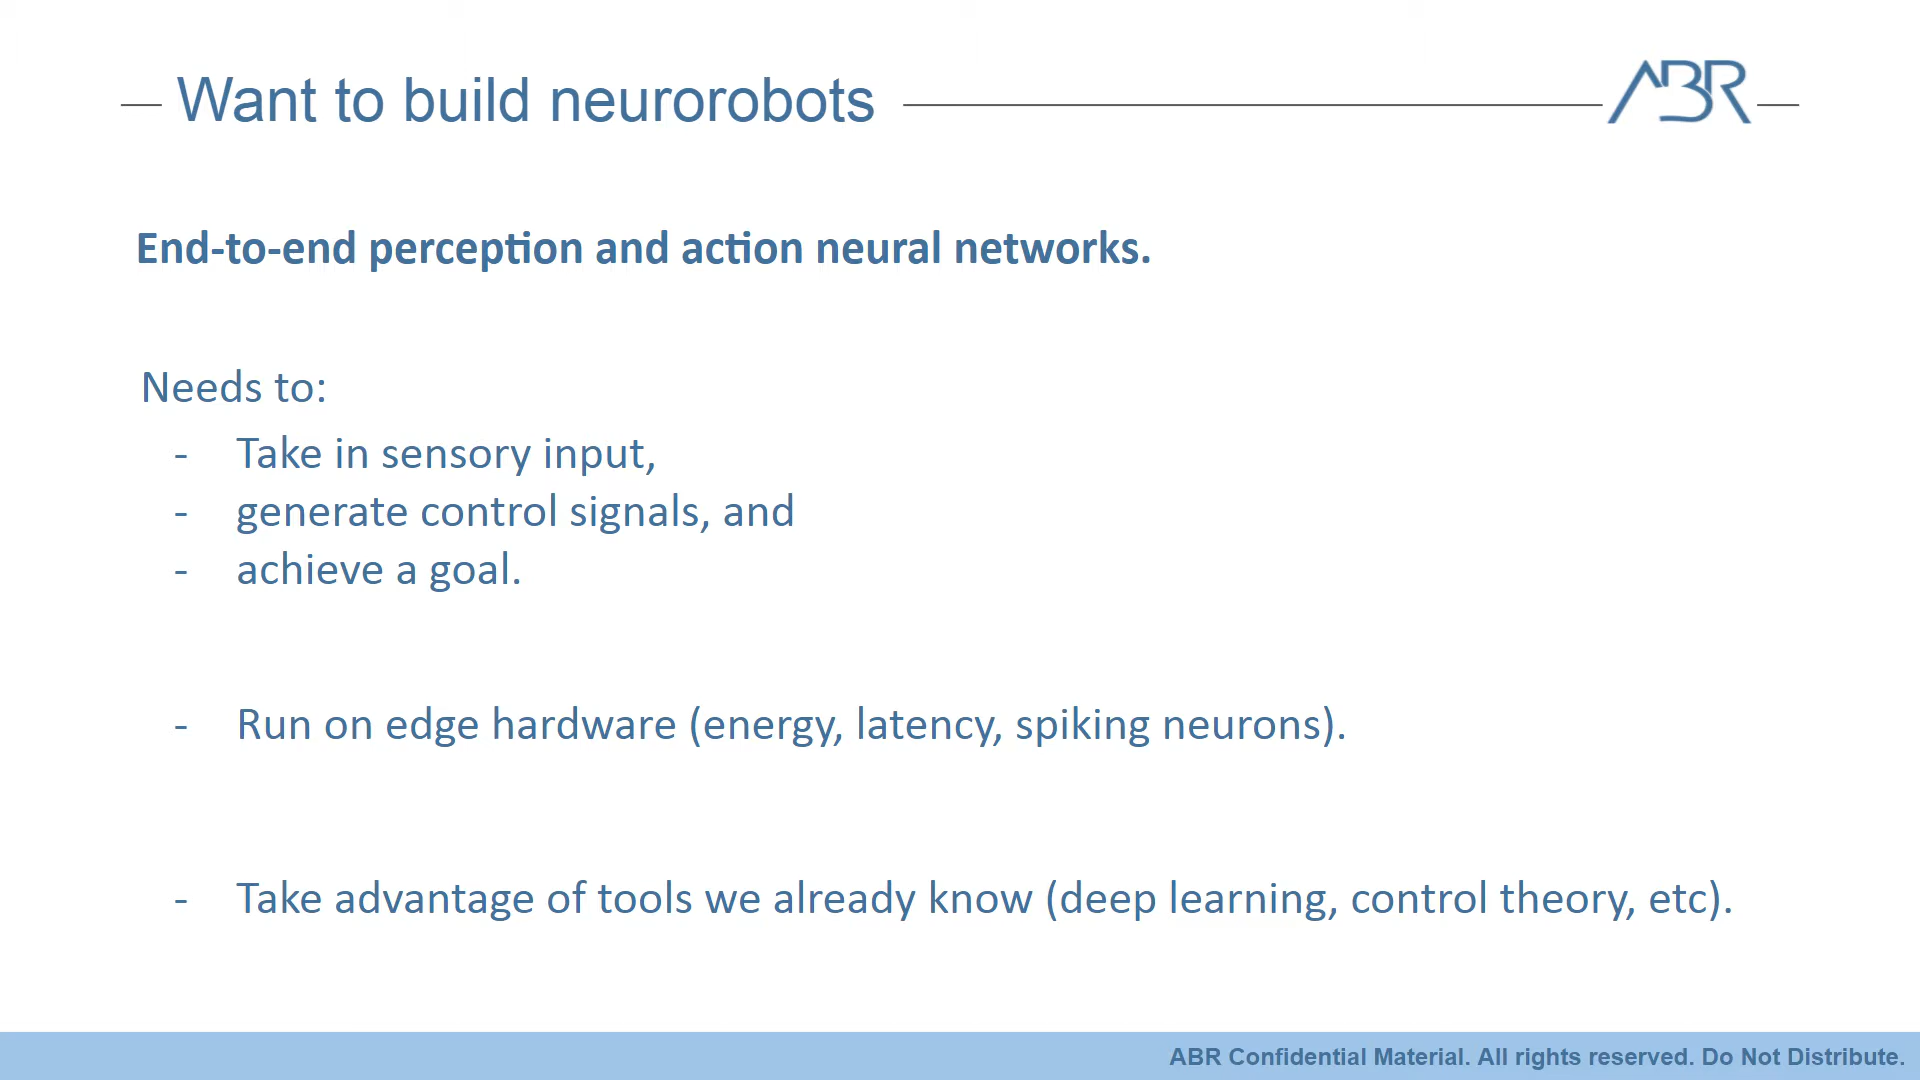 Want to build neurorobots
ABR
End-to-end perception and action neural networks.
Needs to:
- Take in sensory input,
- generate control signals, and
- achieve a goal.
- Run on edge hardware (energy, latency, spiking neurons).
- Take advantage of tools we already know (deep learning, control theory, etc).
ABR Confidential Material. All rights reserved. Do Not Distribute.